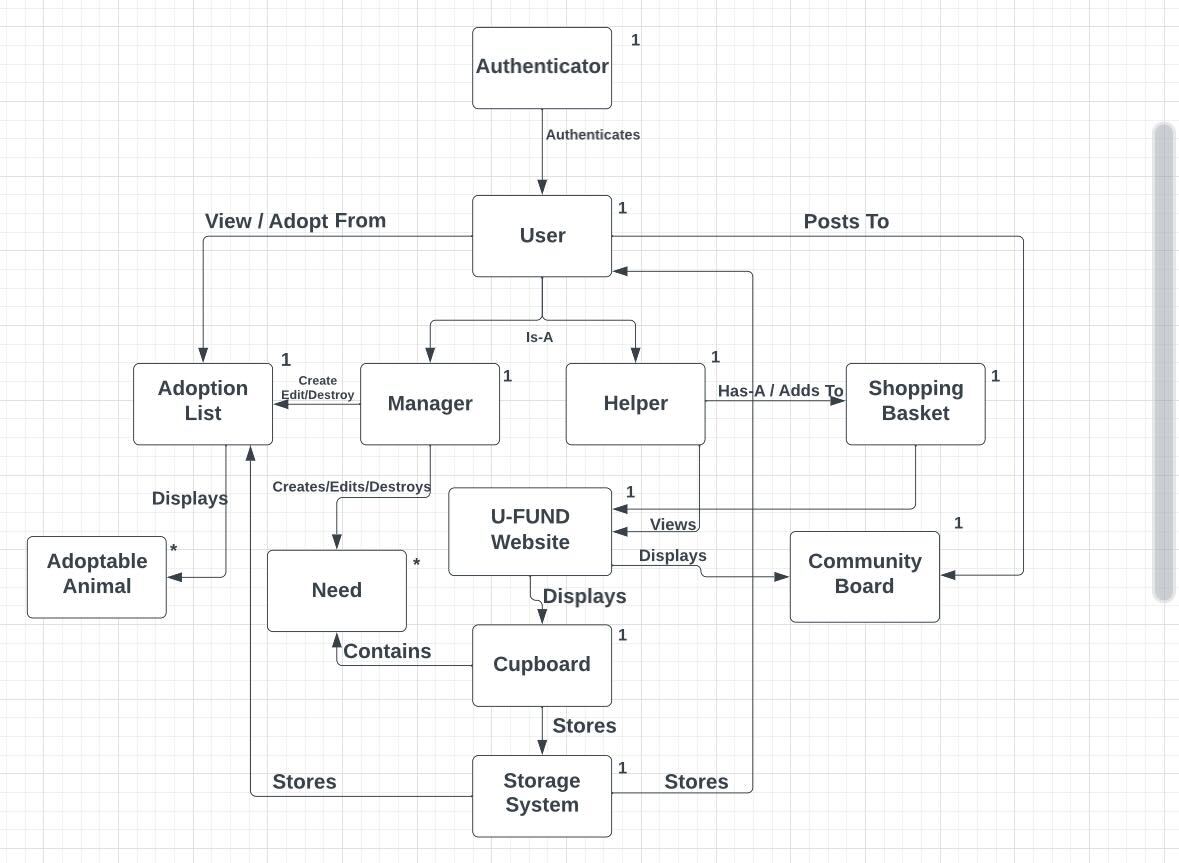 1
Authenticator
Authenticates
1
User
View / Adopt From
Posts To
Is-A
1
Adoption
List
Create
Edit/Destroy
1
Manager
1
Helper
Has-A / Adds To
1
Shopping
Basket
Displays
Creates/Edits/Destroys
1
U-FUND
Website
Views
Displays
1
Community
Board
*
Adoptable
Animal
*
Need
Displays
Contains
1
Cupboard
Stores
1
Storage
System
Stores
Stores